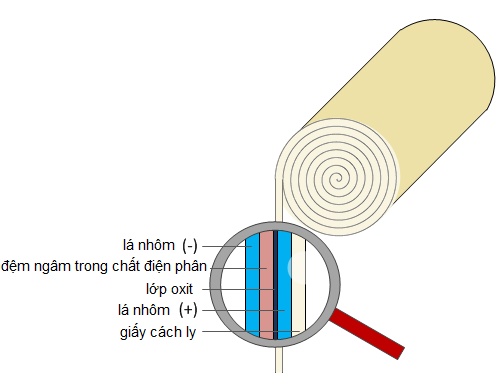 lá nhôm (-)
đệm ngâm trong chất điện phân
lớp oxit
lá nhôm (+)
giấy cách ly